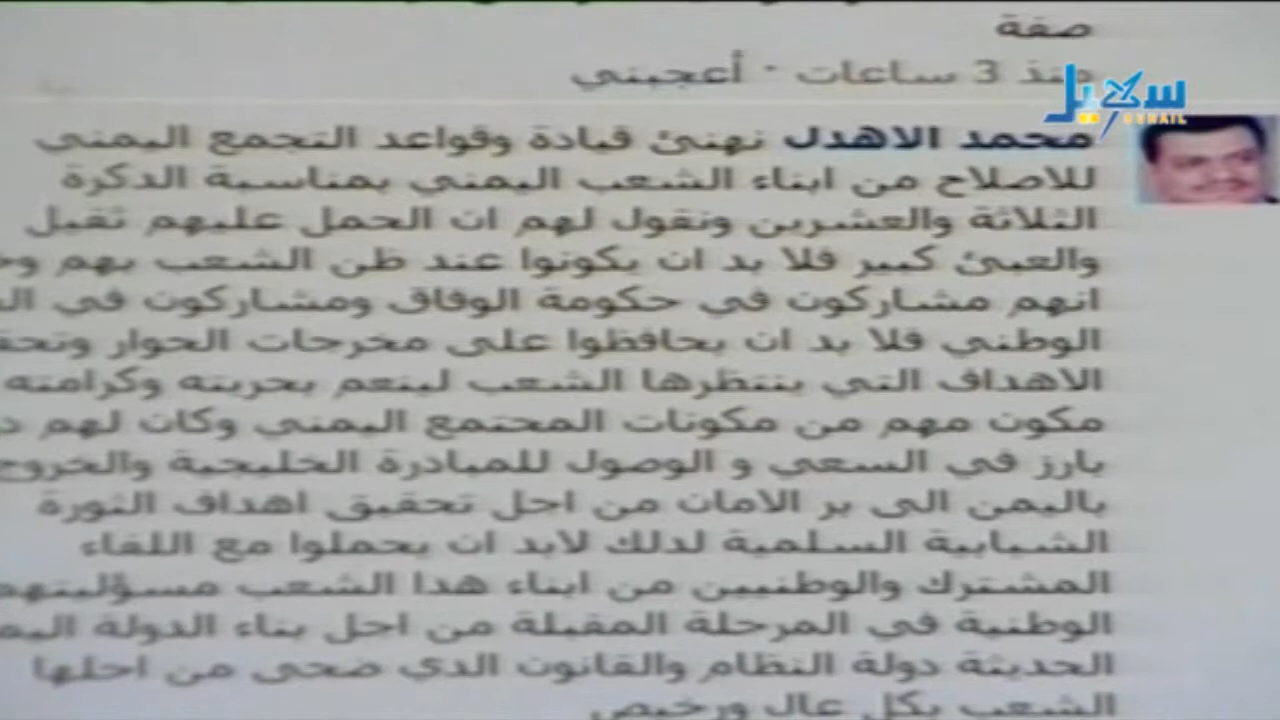 صفة
منذ 3 ساعات · أعجبني
سهيل
SUHAIL
محمد الاهدل نهنئ قيادة وقواعد التجمع اليمني
للاصلاح من ابناء الشعب اليمني بمناسبة الذكرة
الثلاثة والعشرين ونقول لهم ان الحمل عليهم ثقيل
والعبئ كبير فلا بد ان يكونوا عند ظن الشعب بهم
انهم مشاركون في حكومة الوفاق ومشاركون في
الوطني فلا بد ان يحافظوا على مخرجات الحوار
الاهداف التي ينتظرها الشعب لينعم بحريته وكرامته
مكون مهم من مكونات المجتمع اليمني وكان لهم
بارز في السعي و الوصول للمبادرة الخليجية والخروج
باليمن الى بر الامان من اجل تحقيق اهداف الثورة
الشبابية السلمية لذلك لابد ان يحملوا مع اللقاء
المشترك والوطنيين من ابناء هذا الشعب مسؤليتهم
الوطنية في المرحلة المقبلة من اجل بناء الدولة
الحديثة دولة النظام والقانون الذي ضحى من اجلها
الشعب بكل غال ورخيص